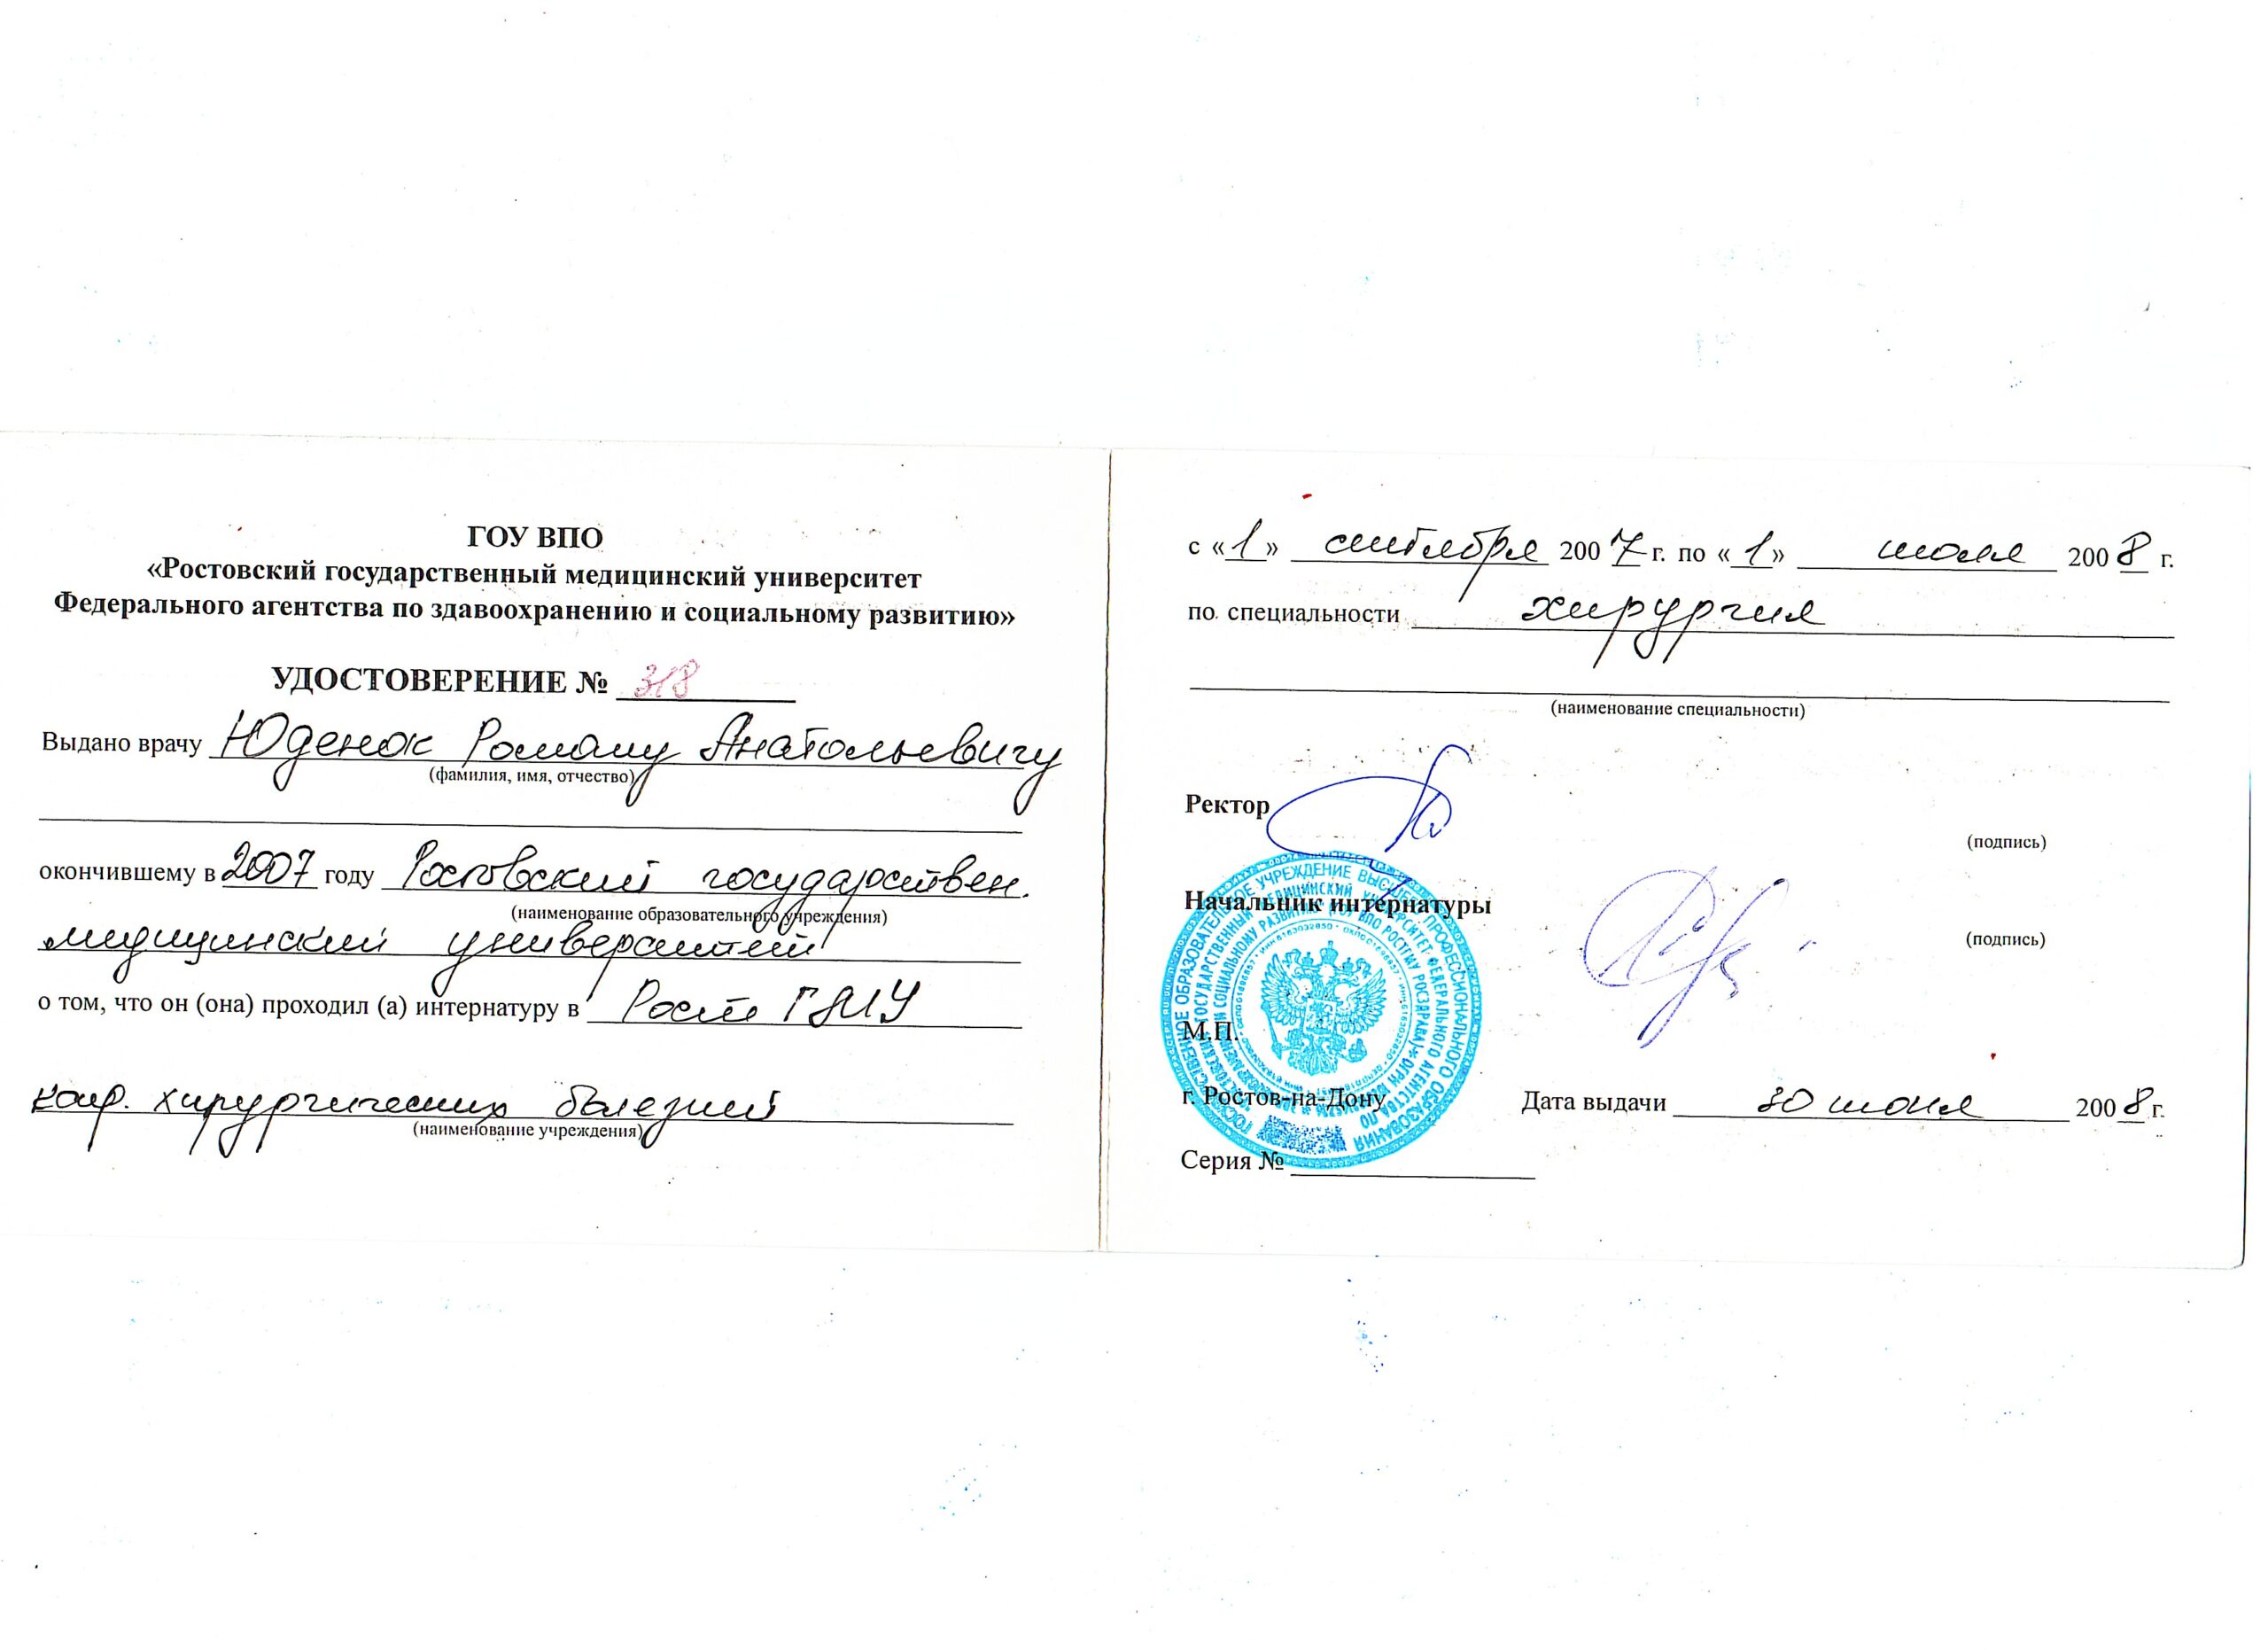 ГОУ ВПО
«Ростовский государственный медицинский университет
Федерального агентства по здавоохранению и социальному развитию»
УДОСТОВЕРЕНИЕ № 318
Выдано врачу Юденок Роману Анатольевичу
(фамилия, имя, отчество)
окончившему в 2007 году Ростовский государствен.
(наименование образовательного учреждения)
медицинский университет
о том, что он (она) проходил (а) интернатуру в Рост ГМУ
каф. хирургических болезней
(наименование учреждения)
с «1» сентября 2007 г. по «1» июля 2008 г.
по специальности хирургия
(наименование специальности)
Ректор
(подпись)
Начальник интернатуры
(подпись)
М.П.
г. Ростов-на-Дону Дата выдачи 30 июня 2008 г.
Серия №